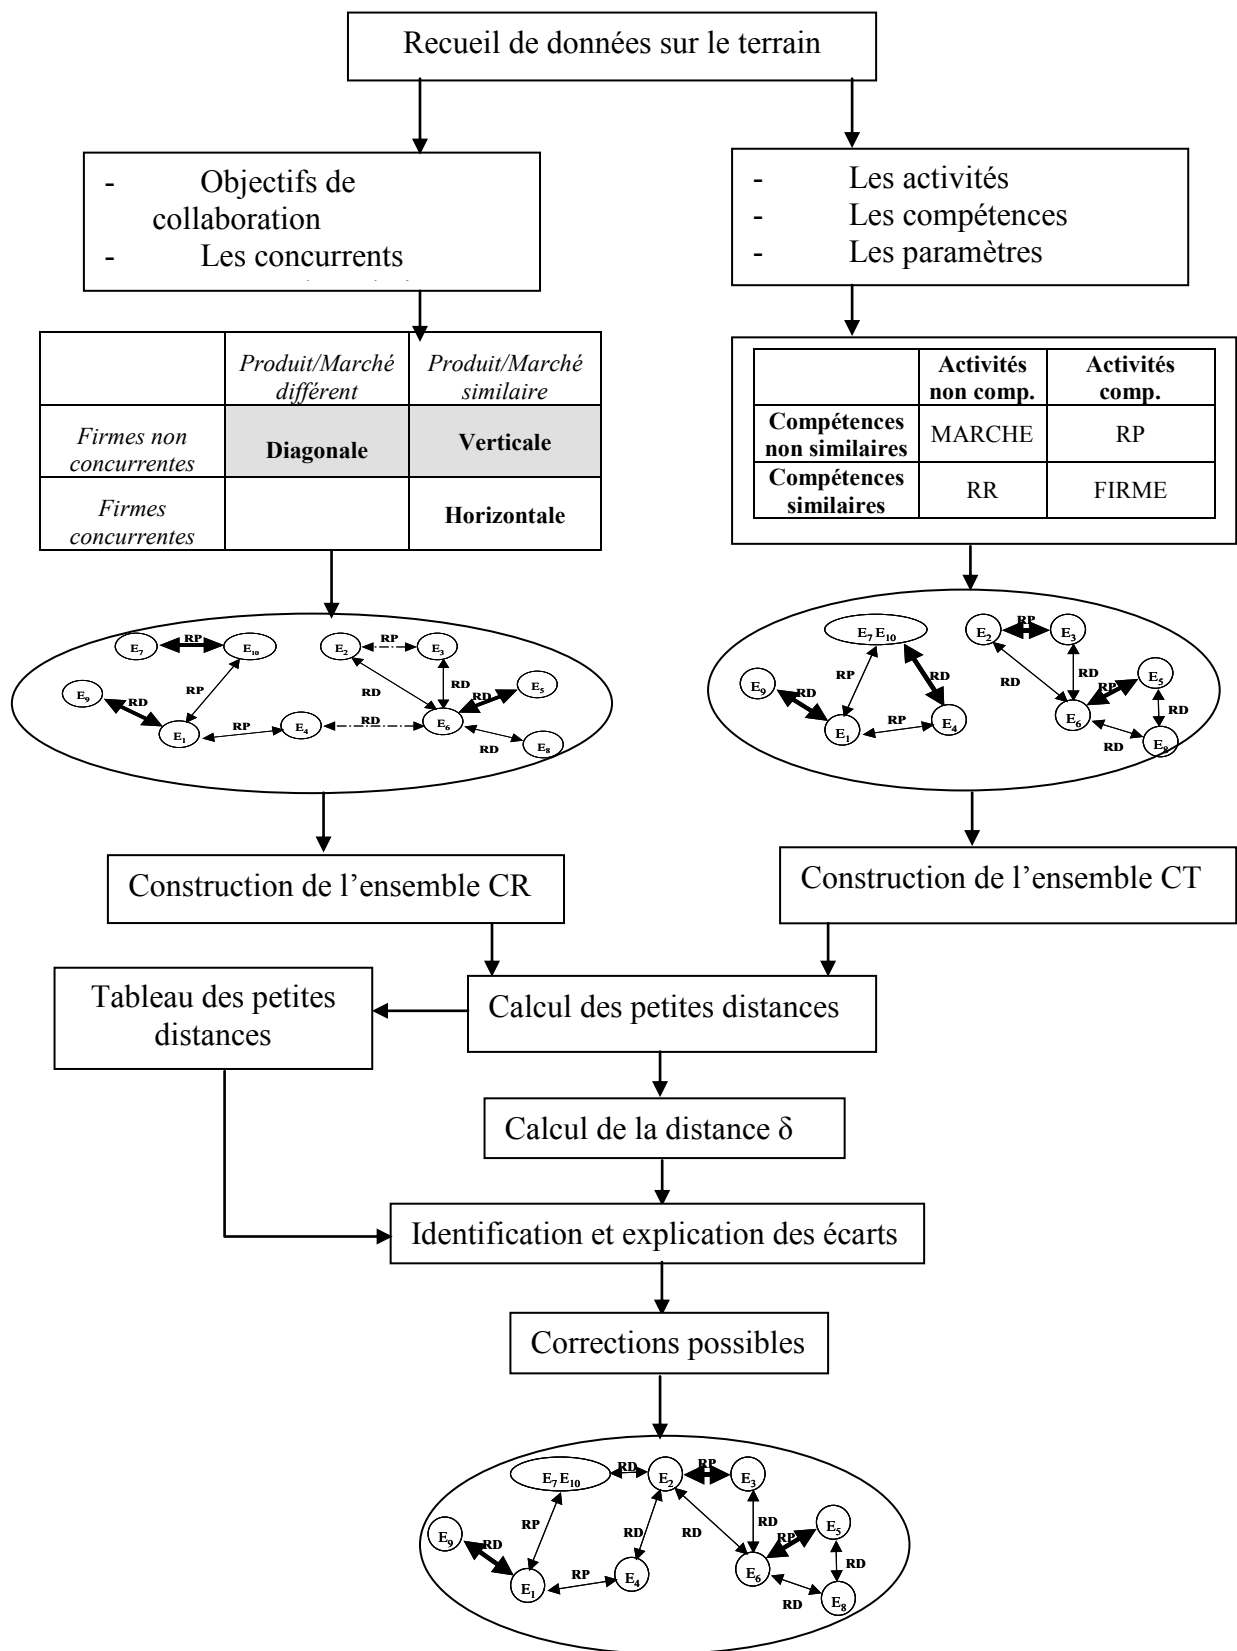 Recueil de données sur le terrain
- Objectifs de
collaboration
- Les concurrents
- Les activités
- Les compétences
- Les paramètres
Produit/Marché
différent
Produit/Marché
similaire
Firmes non
concurrentes
Diagonale
Verticale
Firmes
concurrentes
Horizontale
Activités
non comp.
Activités
comp.
Compétences
non similaires
MARCHE
RP
Compétences
similaires
RR
FIRME
E7
RP
E10
E2
RP
E3
E9
RD
RP
RD
RD
RD
E5
E1
RP
E4
RD
E6
RD
E8
E7 E10
E2
RP
E3
E9
RD
RP
RD
RD
RD
RP
E5
E1
RP
E4
E6
RD
RD
E8
Construction de l’ensemble CR
Construction de l’ensemble CT
Tableau des petites
distances
Calcul des petites distances
Calcul de la distance δ
Identification et explication des écarts
Corrections possibles
E7 E10
RD
E2
RP
E3
E9
RD
RP
RD
RD
RD
RP
E5
E1
RP
E4
E6
RD
RD
E8